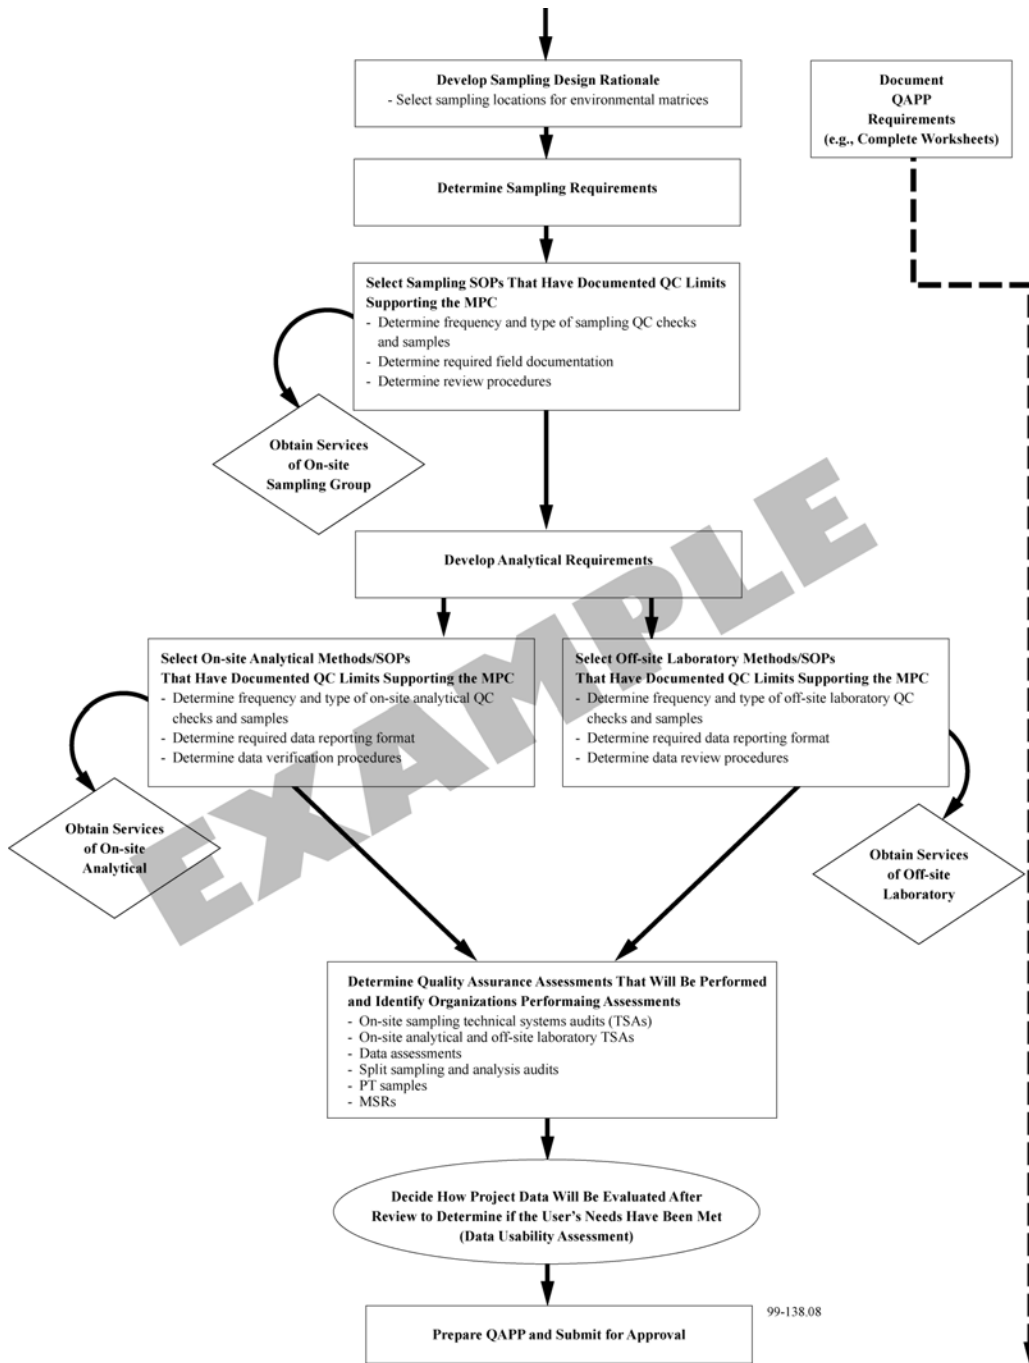 Develop Sampling Design Rationale
- Select sampling locations for environmental matrices
Document
QAPP
Requirements
(e.g., Complete Worksheets)
Determine Sampling Requirements
Select Sampling SOPs That Have Documented QC Limits
Supporting the MPC
- Determine frequency and type of sampling QC checks
and samples
- Determine required field documentation
- Determine review procedures
Obtain Services
of On-site
Sampling Group
Develop Analytical Requirements
Select On-site Analytical Methods/SOPs
That Have Documented QC Limits Supporting the MPC
- Determine frequency and type of on-site analytical QC
checks and samples
- Determine required data reporting format
- Determine data verification procedures
Select Off-site Laboratory Methods/SOPs
That Have Documented QC Limits Supporting the MPC
- Determine frequency and type of off-site laboratory QC
checks and samples
- Determine required data reporting format
- Determine data review procedures
Obtain Services
of On-site
Analytical
Obtain Services
of Off-site
Laboratory
EXAMPLE
Determine Quality Assurance Assessments That Will Be Performed
and Identify Organizations Performaing Assessments
- On-site sampling technical systems audits (TSAs)
- On-site analytical and off-site laboratory TSAs
- Data assessments
- Split sampling and analysis audits
- PT samples
- MSRs
Decide How Project Data Will Be Evaluated After
Review to Determine if the User's Needs Have Been Met
(Data Usability Assessment)
99-138.08
Prepare QAPP and Submit for Approval